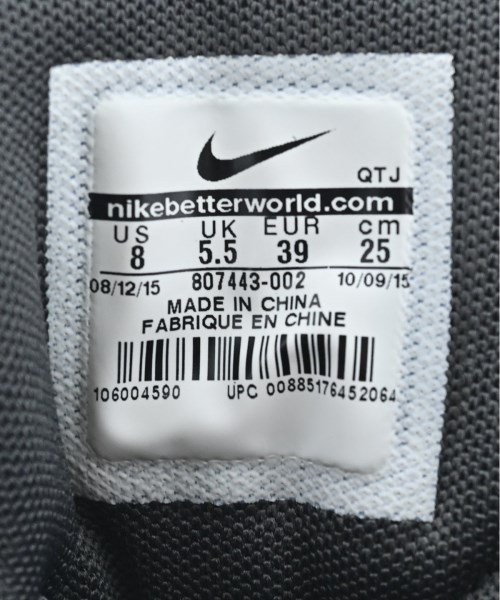 QTJ
nikebetterworld.com
US UK EUR cm
8 5.5 39 25
08/12/15 807443-002 10/09/15
MADE IN CHINA
FABRIQUE EN CHINE
106004590 UPC 00885176452064